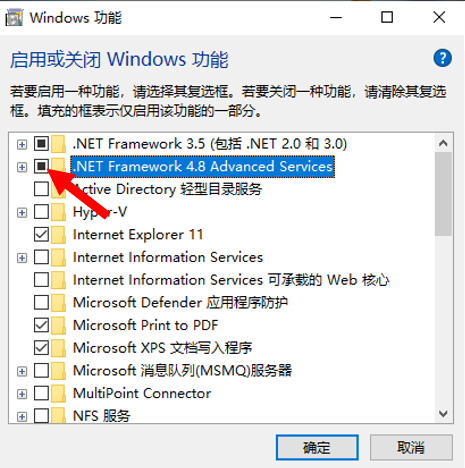 Windows 功能
启用或关闭 Windows 功能
若要启用一种功能，请选择其复选框。若要关闭一种功能，请清除其复选
框。填充的框表示仅启用该功能的一部分。
.NET Framework 3.5 (包括 .NET 2.0 和 3.0)
.NET Framework 4.8 Advanced Services
Active Directory 轻型目录服务
Hyper-V
Internet Explorer 11
Internet Information Services
Internet Information Services 可承载的 Web 核心
Microsoft Defender 应用程序防护
Microsoft Print to PDF
Microsoft XPS 文档写入程序
Microsoft 消息队列(MSMQ)服务器
MultiPoint Connector
NFS 服务
确定
取消